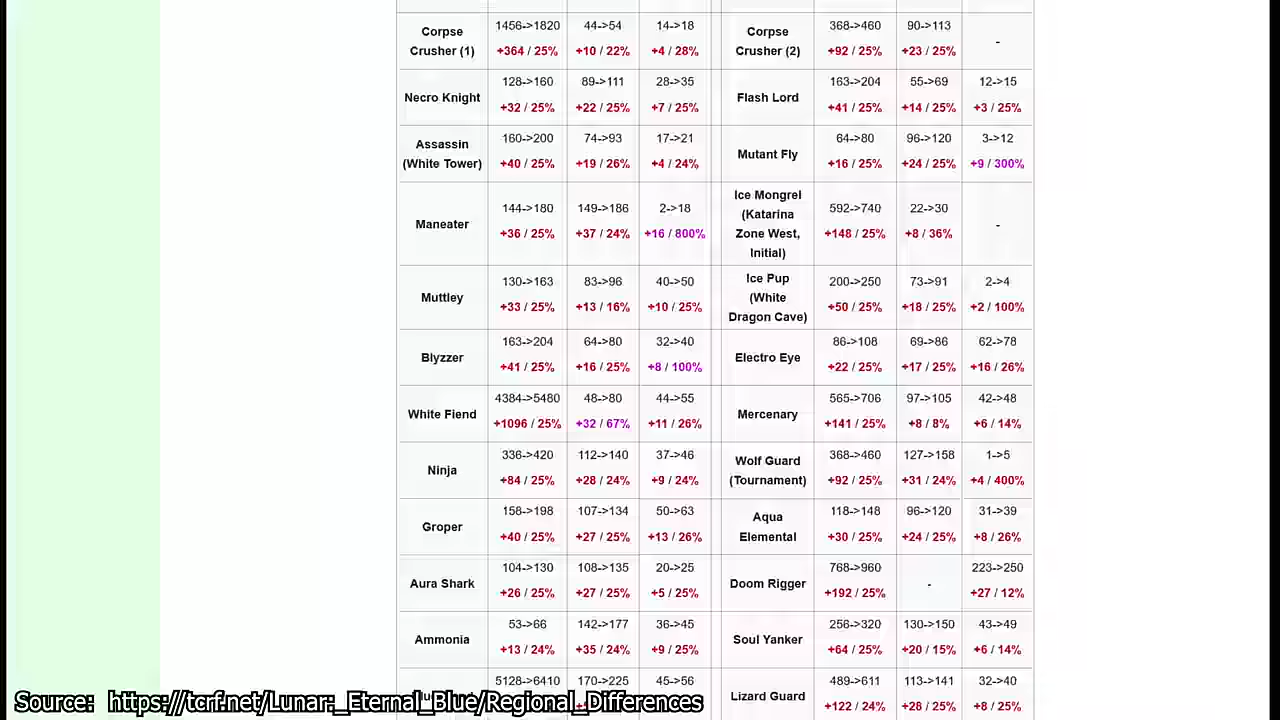 Corpse
Crusher (1)
1456->1820
+364 / 25%
44->54
+10 / 22%
14->18
+4 / 28%
Corpse
Crusher (2)
368->460
+92 / 25%
90->113
+23 / 25%
-
Necro Knight
128->160
+32 / 25%
89->111
+22 / 25%
28->35
+7 / 25%
Flash Lord
163->204
+41 / 25%
55->69
+14 / 25%
12->15
+3 / 25%
Assassin
(White Tower)
160->200
+40 / 25%
74->93
+19 / 26%
17->21
+4 / 24%
Mutant Fly
64->80
+16 / 25%
96->120
+24 / 25%
3->12
+9 / 300%
Maneater
144->180
+36 / 25%
149->186
+37 / 24%
2->18
+16 / 800%
Ice Mongrel
(Katarina
Zone West,
Initial)
592->740
+148 / 25%
22->30
+8 / 36%
-
Muttley
130->163
+33 / 25%
83->96
+13 / 16%
40->50
+10 / 25%
Ice Pup
(White
Dragon Cave)
200->250
+50 / 25%
73->91
+18 / 25%
2->4
+2 / 100%
Blyzzer
163->204
+41 / 25%
64->80
+16 / 25%
32->40
+8 / 100%
Electro Eye
86->108
+22 / 25%
69->86
+17 / 25%
62->78
+16 / 26%
White Fiend
4384->5480
+1096 / 25%
48->80
+32 / 67%
44->55
+11 / 26%
Mercenary
565->706
+141 / 25%
97->105
+8 / 8%
42->48
+6 / 14%
Ninja
336->420
+84 / 25%
112->140
+28 / 24%
37->46
+9 / 24%
Wolf Guard
(Tournament)
368->460
+92 / 25%
127->158
+31 / 24%
1->5
+4 / 400%
Groper
158->198
+40 / 25%
107->134
+27 / 25%
50->63
+13 / 26%
Aqua
Elemental
118->148
+30 / 25%
96->120
+24 / 25%
31->39
+8 / 26%
Aura Shark
104->130
+26 / 25%
108->135
+27 / 25%
20->25
+5 / 25%
Doom Rigger
768->960
+192 / 25%
-
223->250
+27 / 12%
Ammonia
53->66
+13 / 24%
142->177
+35 / 24%
36->45
+9 / 25%
Soul Yanker
256->320
+64 / 25%
130->150
+20 / 15%
43->49
+6 / 14%
5128->6410
170->225
45->56
Lizard Guard
489->611
+122 / 24%
113->141
+28 / 25%
32->40
+8 / 25%
Source: https://tcrf.net/Lunar:_Eternal_Blue/Regional_Differences